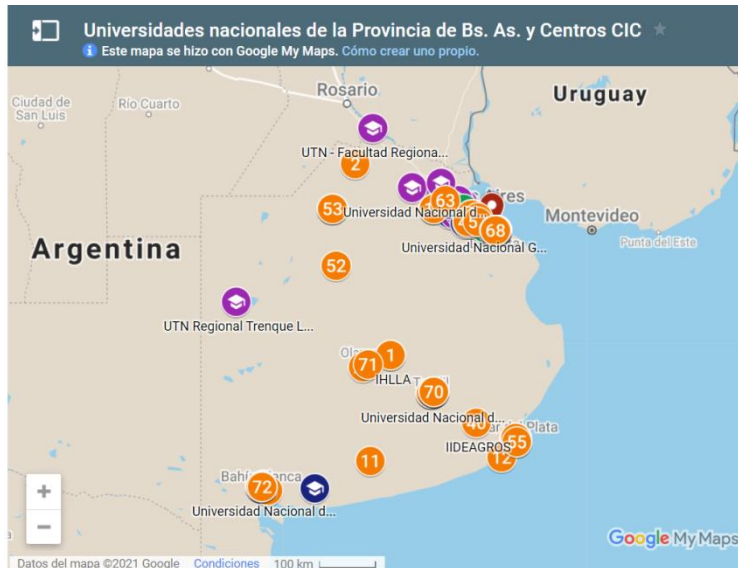 Universidades nacionales de la Provincia de Bs. As. y Centros CIC
Este mapa se hizo con Google My Maps. Cómo crear uno propio.
Ciudad de
San Luis
Río Cuarto
Rosario
Uruguay
UTN - Facultad Regiona...
2
53
63
Universidad Nacional d...
Montevideo
Punta del Este
68
Universidad Nacional G...
Argentina
52
UTN Regional Trenque L...
1
71
IHLLA
70
Universidad Nacional d...
40
del Plata
IIDEAGROS
55
12
11
72
Universidad Nacional d...
+
−
Google My Maps
Datos del mapa ©2021 Google
Condiciones
100 km